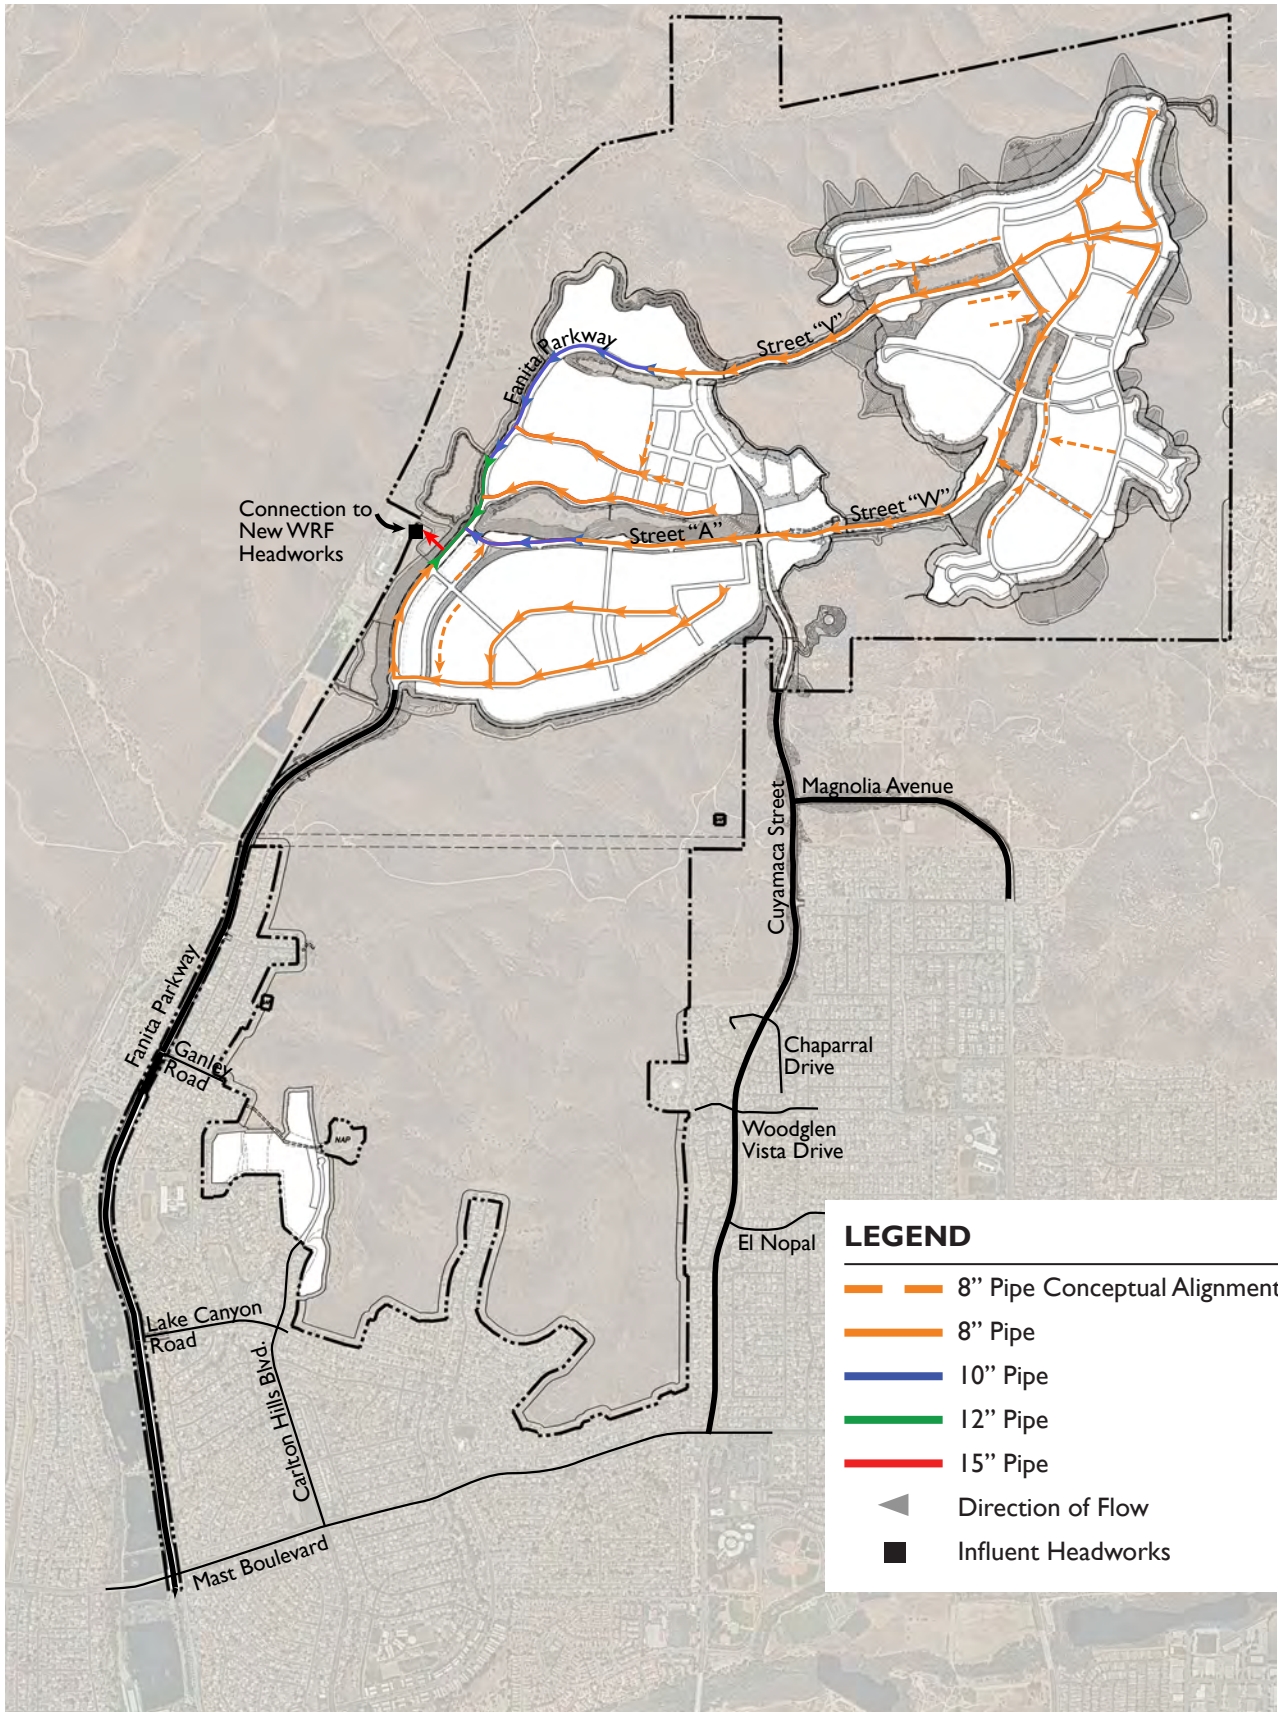 Fanita Parkway
Street “V”
Street “W”
Street “A”
Connection to
New WRF
Headworks
Magnolia Avenue
Cuyamaca Street
Fanita Parkway
Ganley
Road
Chaparral
Drive
Woodglen
Vista Drive
NAP
El Nopal
Lake Canyon
Road
Carlton Hills Blvd.
Mast Boulevard
LEGEND
8” Pipe Conceptual Alignment
8” Pipe
10” Pipe
12” Pipe
15” Pipe
Direction of Flow
Influent Headworks